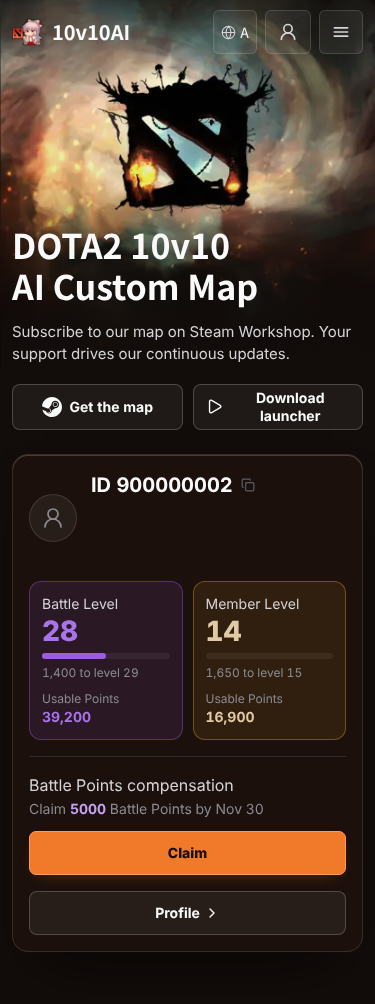 10v10AI
A
DOTA2 10v10
AI Custom Map
Subscribe to our map on Steam Workshop. Your
support drives our continuous updates.
Get the map
Download
launcher
ID 900000002
Battle Level
28
1,400 to level 29
Usable Points
39,200
Member Level
14
1,650 to level 15
Usable Points
16,900
Battle Points compensation
Claim 5000 Battle Points by Nov 30
Claim
Profile